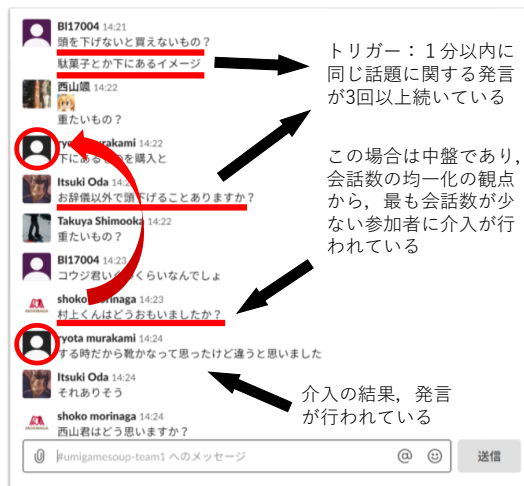 BI17004 14:21
頭を下げないと買えないもの？
駄菓子とか下にあるイメージ
西山颯 14:22
重たいもの？
ryota murakami 14:22
下にあるものを購入と
Itsuki Oda 14:22
お辞儀以外で頭下げることありますか？
Takuya Shimooka 14:22
重たいもの？
BI17004 14:23
コウジ君い くらいなんでしょ
shoko morinaga 14:23
村上くんはどうおもいましたか？
ryota murakami 14:24
する時だから靴かなって思ったけど違うと思いました
Itsuki Oda 14:24
それありそう
shoko morinaga 14:24
西山君はどう思いますか？
#umigamesoup-team1 へのメッセージ
送信
トリガー：１分以内に
同じ話題に関する発言
が3回以上続いている
この場合は中盤であり，
会話数の均一化の観点
から，最も会話数が少
ない参加者に介入が行
われている
介入の結果，発言
が行われている